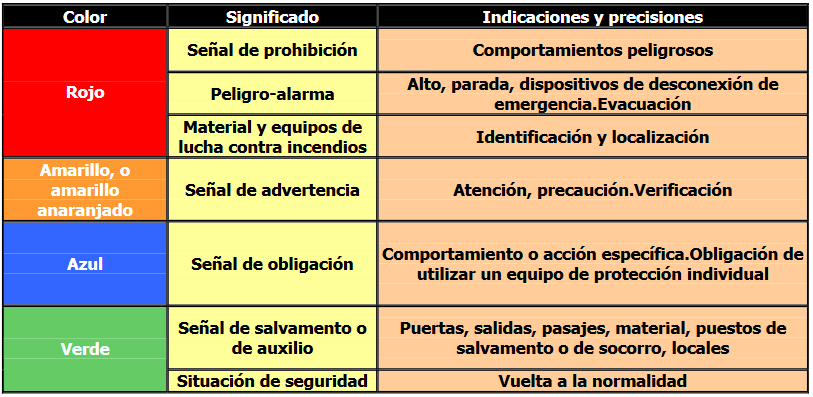 Color Significado Indicaciones y precisiones
Rojo
Señal de prohibición
Comportamientos peligrosos
Peligro-alarma
Alto, parada, dispositivos de desconexión de
emergencia.Evacuación
Material y equipos de
lucha contra incendios
Identificación y localización
Amarillo, o
amarillo
anaranjado
Señal de advertencia
Atención, precaución.Verificación
Azul
Señal de obligación
Comportamiento o acción específica.Obligación de
utilizar un equipo de protección individual
Verde
Señal de salvamento o
de auxilio
Puertas, salidas, pasajes, material, puestos de
salvamento o de socorro, locales
Situación de seguridad
Vuelta a la normalidad